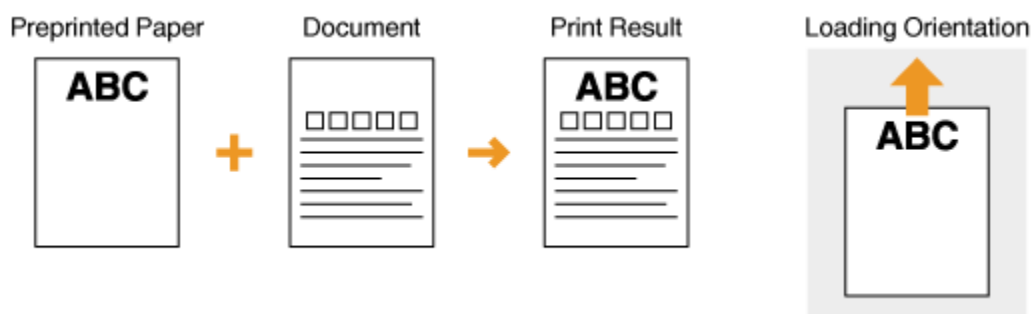 Preprinted Paper
Document
Print Result
Loading Orientation
ABC
ABC
ABC